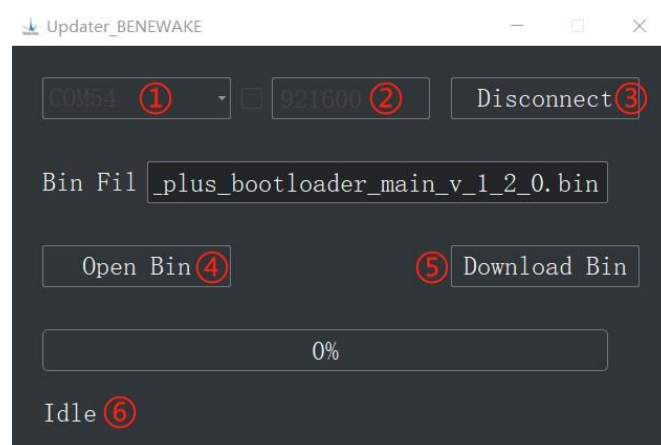 Updater_BENEWAKE
COM54 ① 921600 ② Disconnect ③
Bin Fil _plus_bootloader_main_v_1_2_0.bin
Open Bin ④ ⑤ Download Bin
0%
Idle ⑥